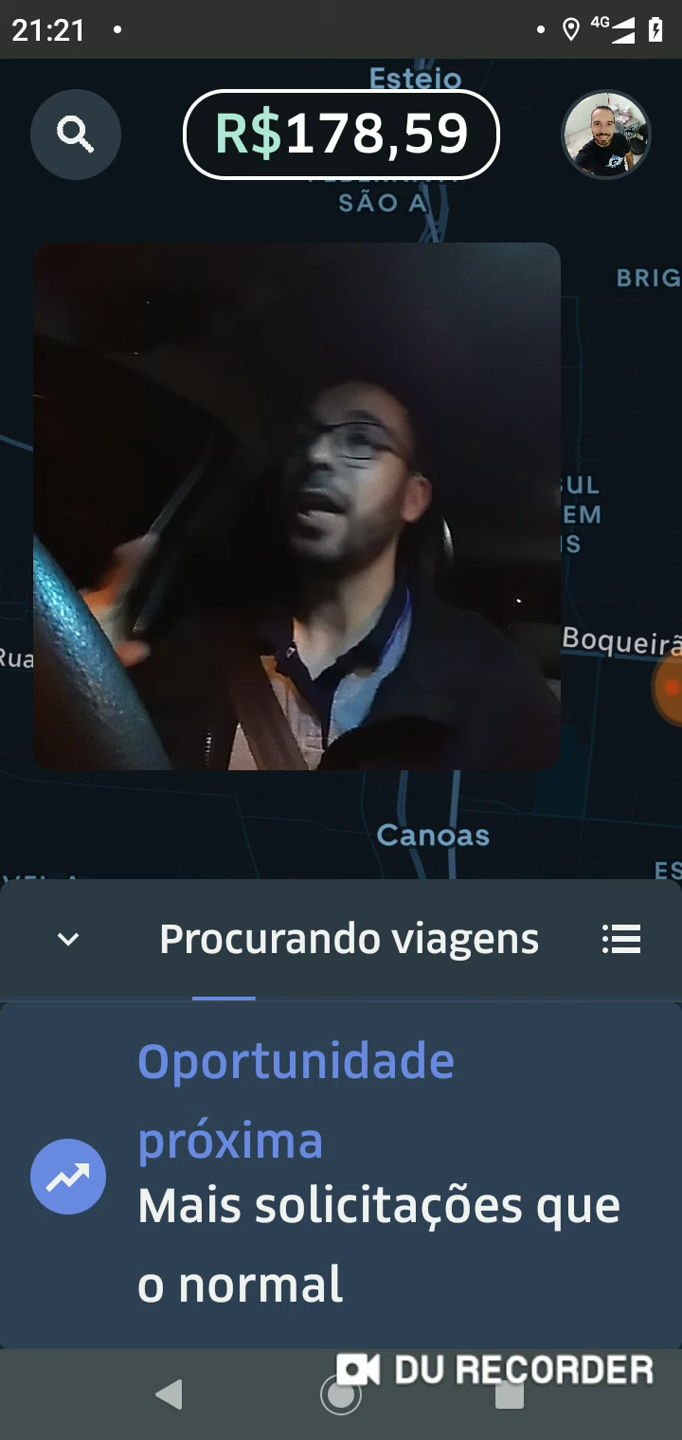 21:21
4G
Esteio
R$178,59
SÃO A
BRIG
SUL
EM
IS
Boqueirã
Rua
Canoas
ES
Procurando viagens
Oportunidade
próxima
Mais solicitações que
o normal
DU RECORDER